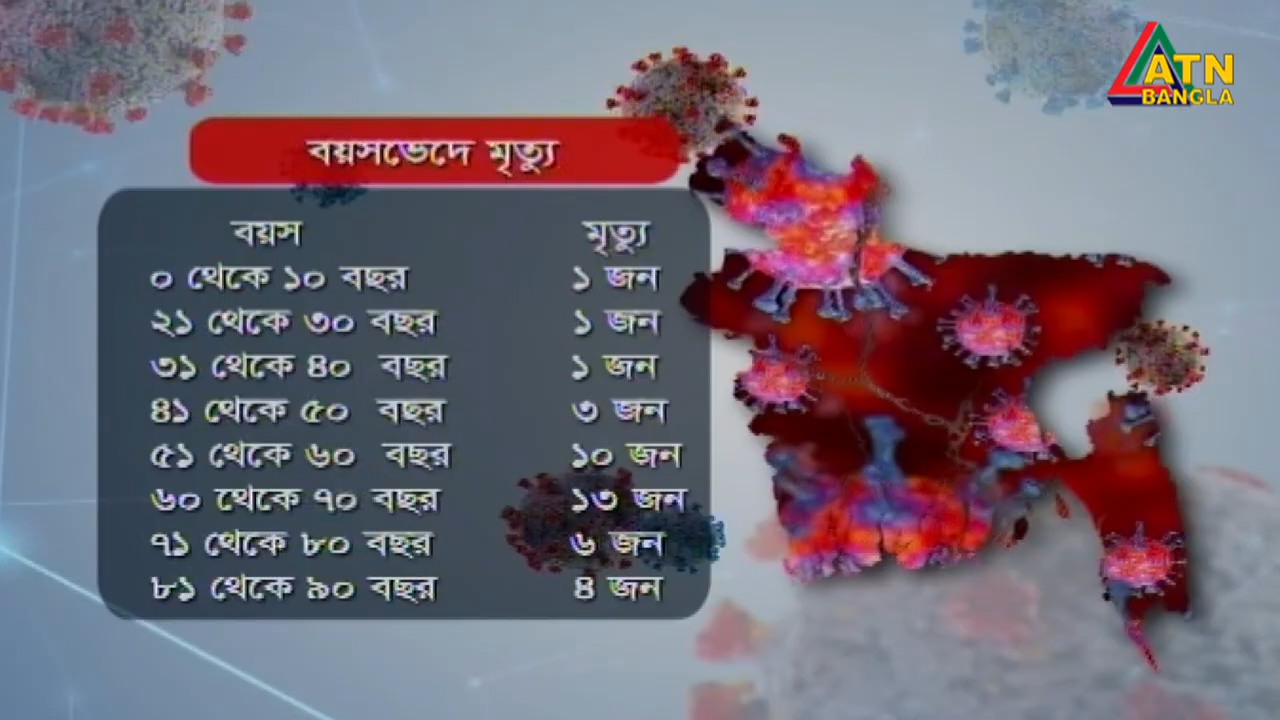 ATN
BANGLA
বয়সভেদে মৃত্যু
বয়স মৃত্যু
০ থেকে ১০ বছর ১ জন
২১ থেকে ৩০ বছর ১ জন
৩১ থেকে ৪০ বছর ১ জন
৪১ থেকে ৫০ বছর ৩ জন
৫১ থেকে ৬০ বছর ১০ জন
৬০ থেকে ৭০ বছর ১৩ জন
৭১ থেকে ৮০ বছর ৬ জন
৮১ থেকে ৯০ বছর ৪ জন